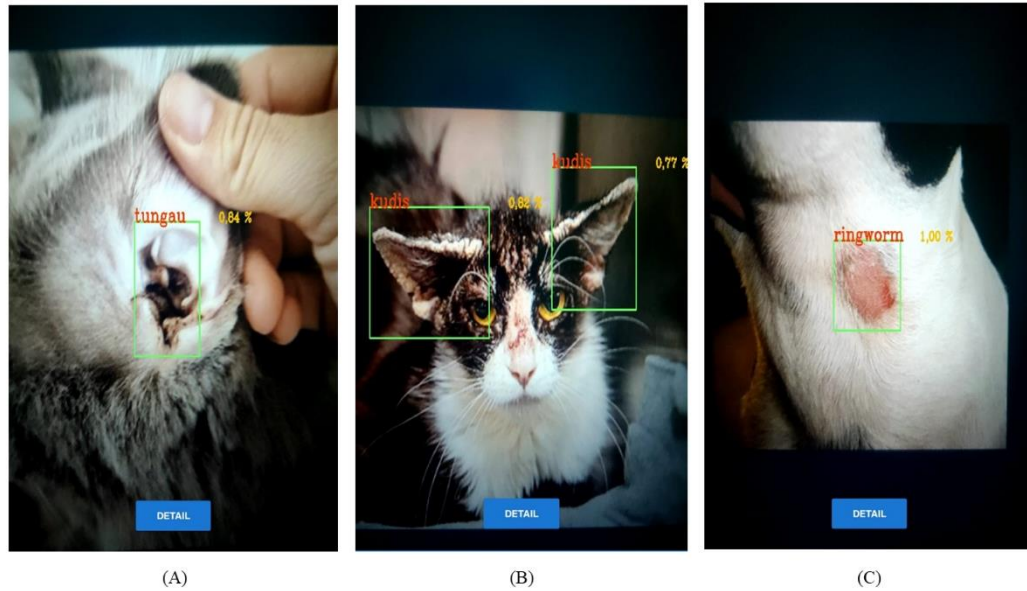 tungau 0,84 %
DETAIL
(A)
kudis 0,77 %
kudis 0,82 %
DETAIL
(B)
ringworm 1,00 %
DETAIL
(C)